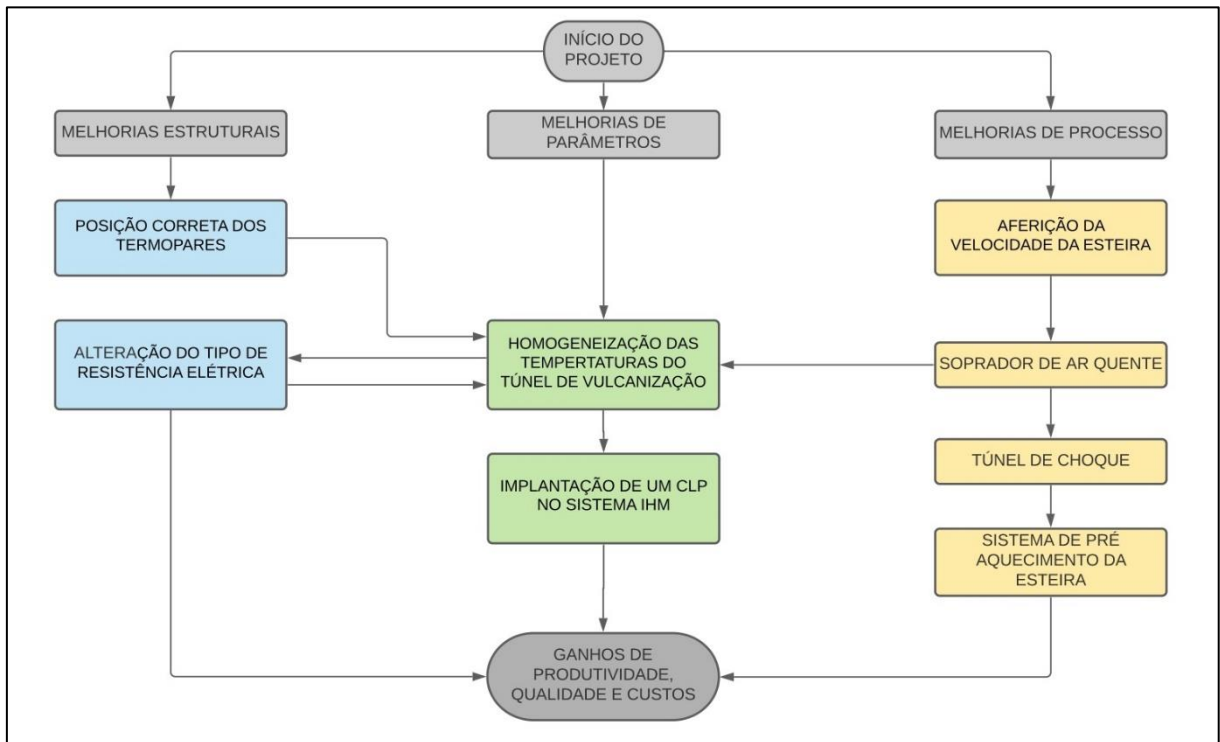 INÍCIO DO
PROJETO
MELHORIAS ESTRUTURAIS
MELHORIAS DE
PARÂMETROS
MELHORIAS DE PROCESSO
POSIÇÃO CORRETA DOS
TERMOPARES
AFERIÇÃO DA
VELOCIDADE DA ESTEIRA
ALTERAÇÃO DO TIPO DE
RESISTÊNCIA ELÉTRICA
HOMOGENEIZAÇÃO DAS
TEMPERTATURAS DO
TÚNEL DE VULCANIZAÇÃO
SOPRADOR DE AR QUENTE
TÚNEL DE CHOQUE
IMPLANTAÇÃO DE UM CLP
NO SISTEMA IHM
SISTEMA DE PRÉ
AQUECIMENTO DA
ESTEIRA
GANHOS DE
PRODUTIVIDADE,
QUALIDADE E CUSTOS